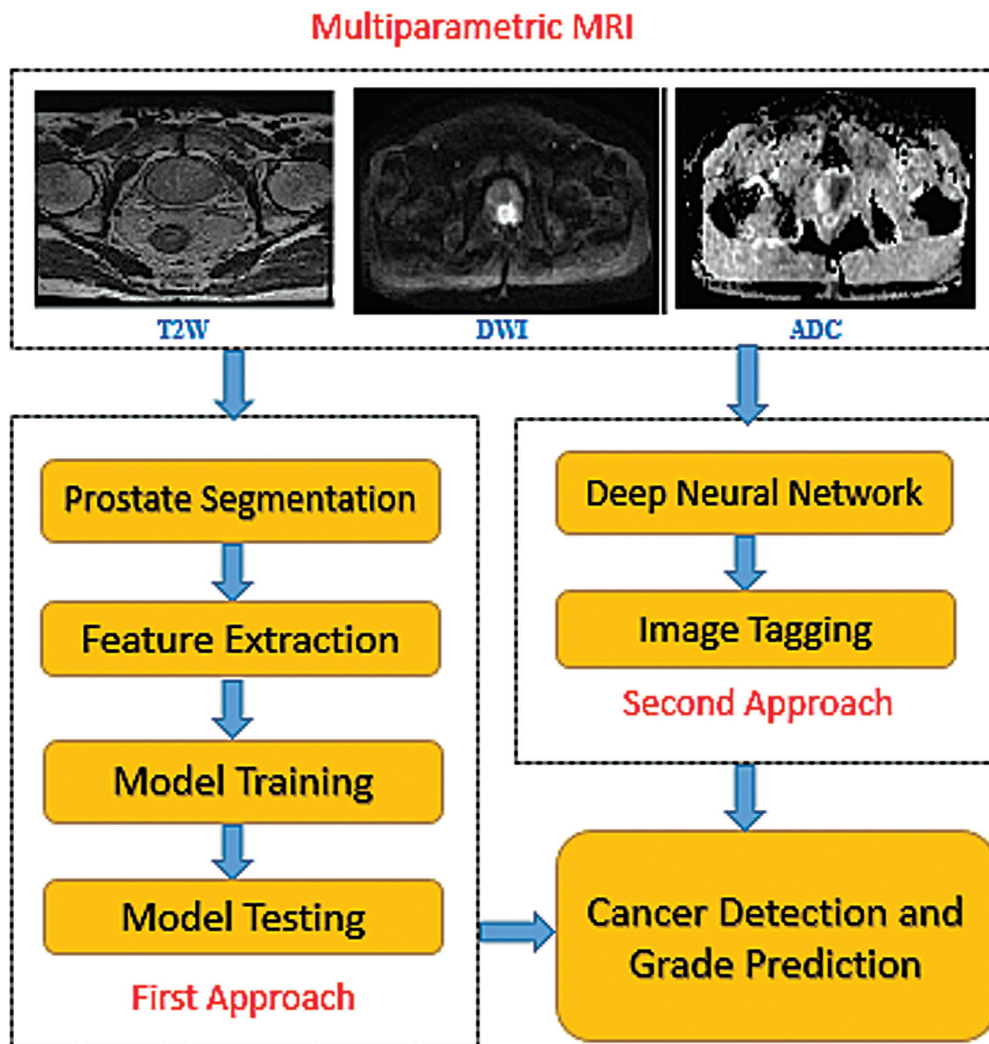 Multiparametric MRI
T2W
DWI
ADC
Prostate Segmentation
Feature Extraction
Model Training
Model Testing
First Approach
Deep Neural Network
Image Tagging
Second Approach
Cancer Detection and
Grade Prediction